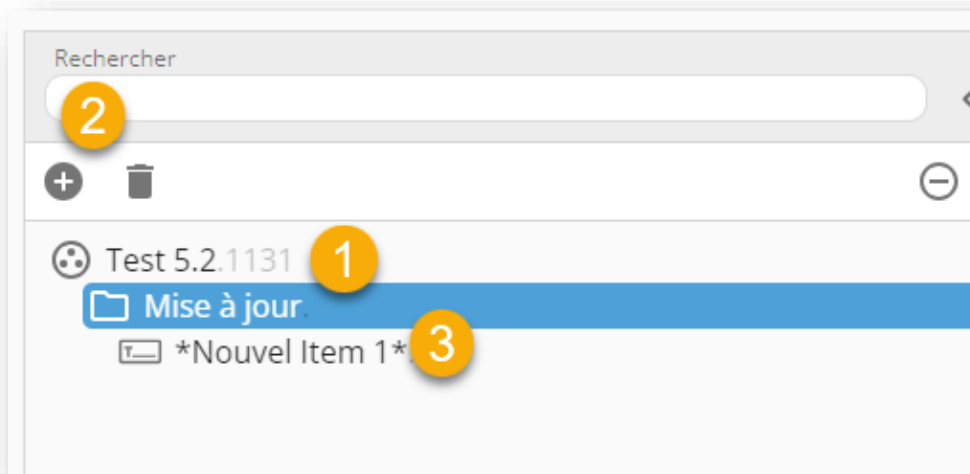 Rechercher
2
Test 5.2.1131
1
Mise à jour.
*Nouvel Item 1*.
3